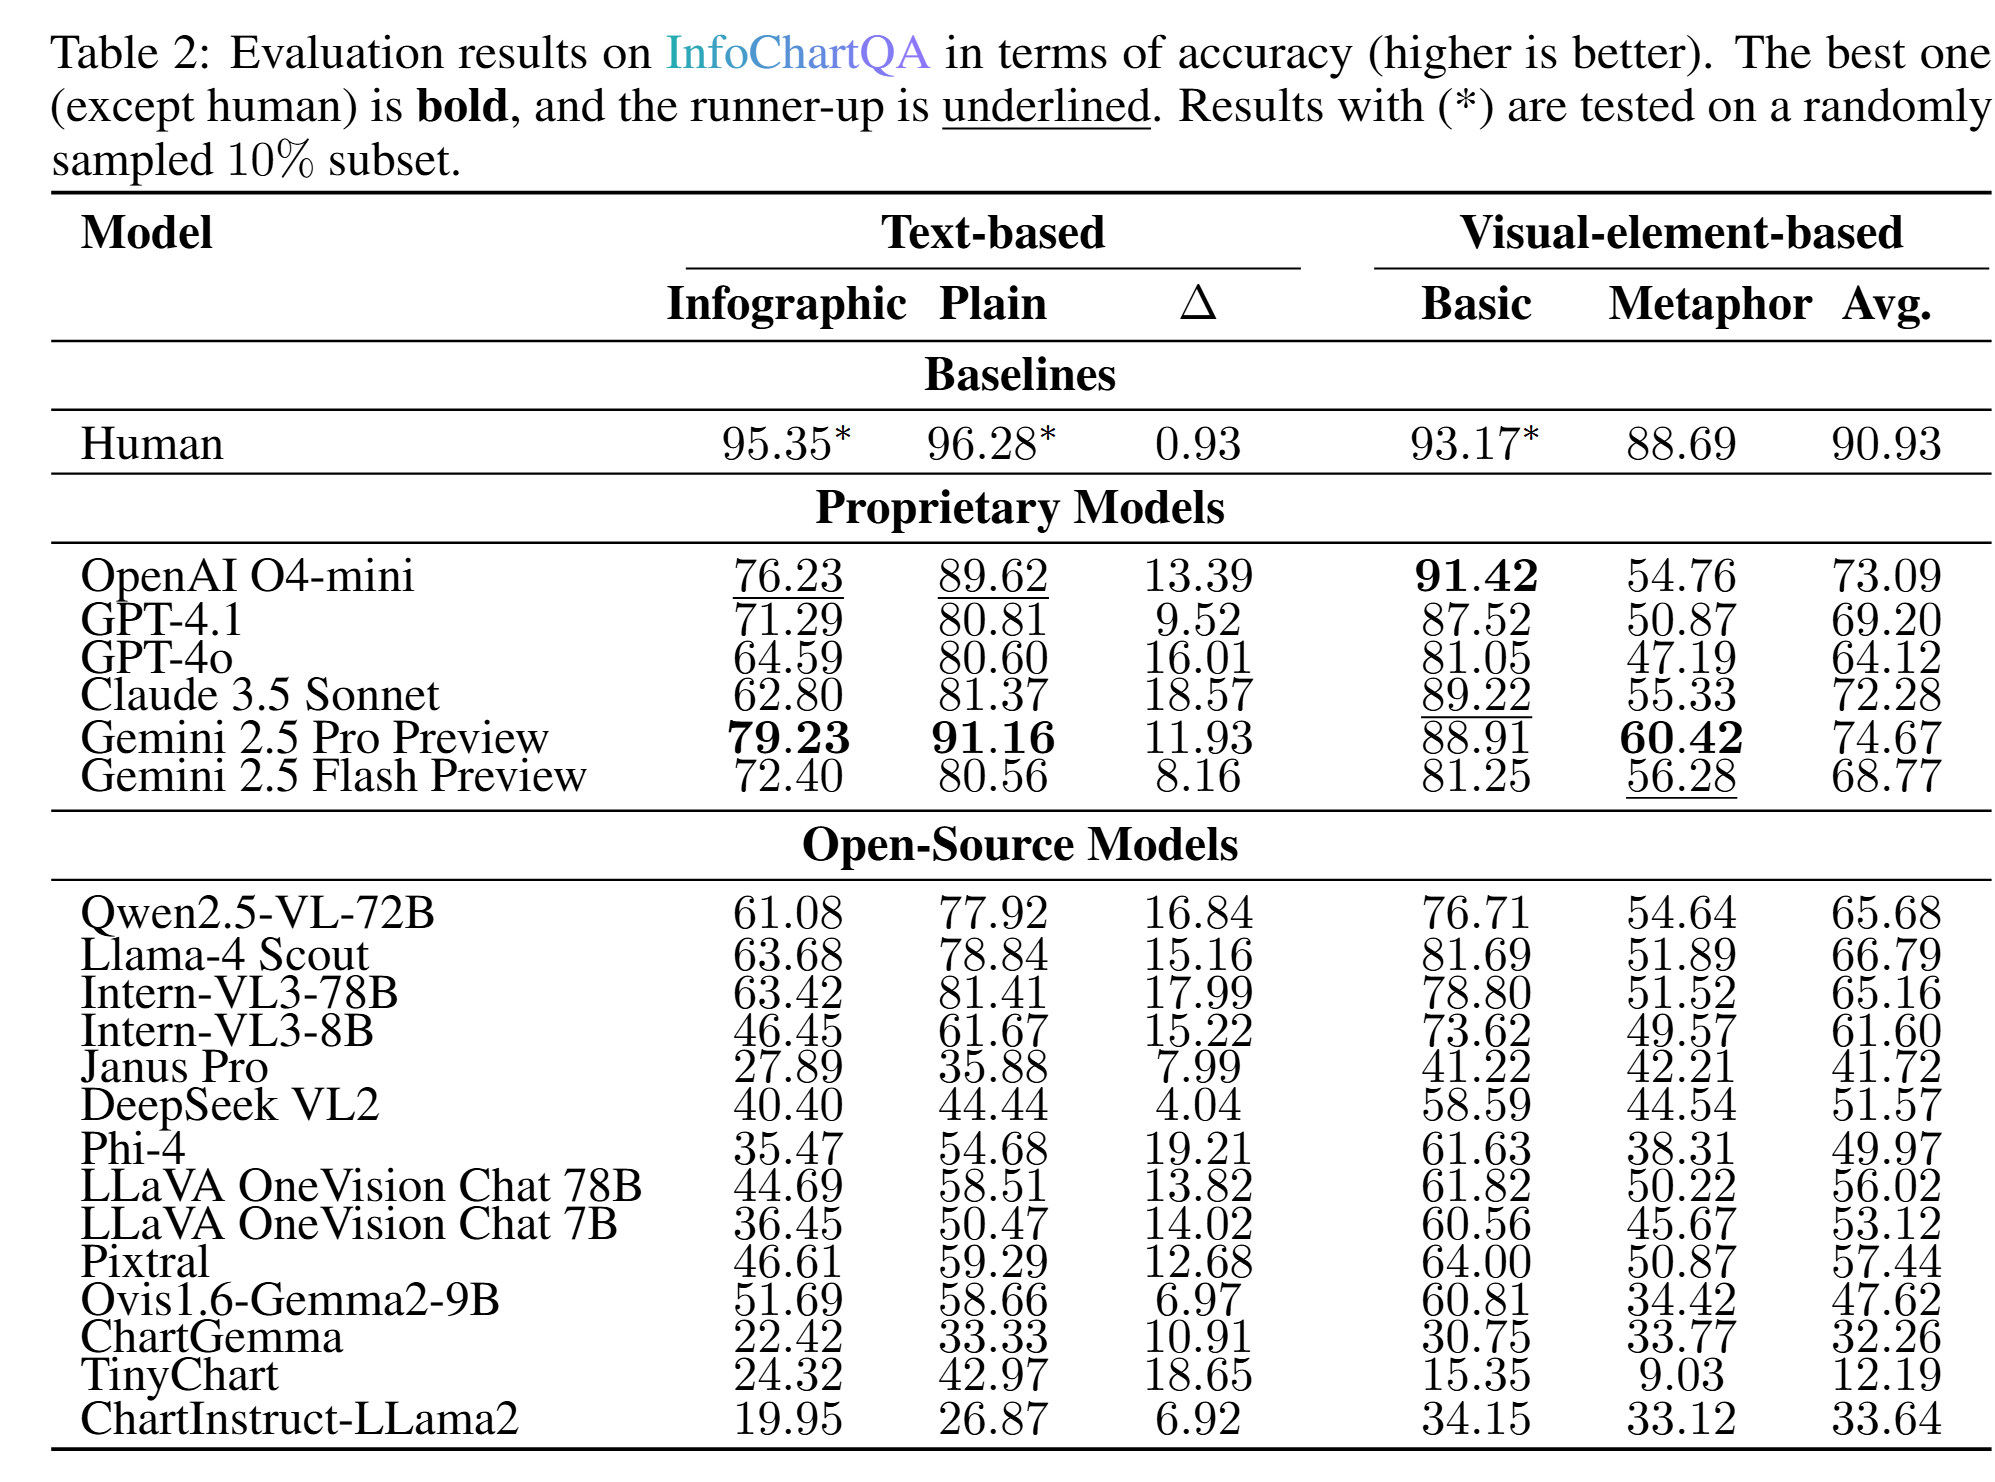 Table 2: Evaluation results on InfoChartQA in terms of accuracy (higher is better). The best one
(except human) is bold, and the runner-up is underlined. Results with (*) are tested on a randomly
sampled 10% subset.
Model Text-based Visual-element-based
Infographic Plain Δ Basic Metaphor Avg.
Baselines
Human 95.35* 96.28* 0.93 93.17* 88.69 90.93
Proprietary Models
OpenAI O4-mini 76.23 89.62 13.39 91.42 54.76 73.09
GPT-4.1 71.29 80.81 9.52 87.52 50.87 69.20
GPT-4o 64.59 80.60 16.01 81.05 47.19 64.12
Claude 3.5 Sonnet 62.80 81.37 18.57 89.22 55.33 72.28
Gemini 2.5 Pro Preview 79.23 91.16 11.93 88.91 60.42 74.67
Gemini 2.5 Flash Preview 72.40 80.56 8.16 81.25 56.28 68.77
Open-Source Models
Qwen2.5-VL-72B 61.08 77.92 16.84 76.71 54.64 65.68
Llama-4 Scout 63.68 78.84 15.16 81.69 51.89 66.79
Intern-VL3-78B 63.42 81.41 17.99 78.80 51.52 65.16
Intern-VL3-8B 46.45 61.67 15.22 73.62 49.57 61.60
Janus Pro 27.89 35.88 7.99 41.22 42.21 41.72
DeepSeek VL2 40.40 44.44 4.04 58.59 44.54 51.57
Phi-4 35.47 54.68 19.21 61.63 38.31 49.97
LLaVA OneVision Chat 78B 44.69 58.51 13.82 61.82 50.22 56.02
LLaVA OneVision Chat 7B 36.45 50.47 14.02 60.56 45.67 53.12
Pixtral 46.61 59.29 12.68 64.00 50.87 57.44
Ovis1.6-Gemma2-9B 51.69 58.66 6.97 60.81 34.42 47.62
ChartGemma 22.42 33.33 10.91 30.75 33.77 32.26
TinyChart 24.32 42.97 18.65 15.35 9.03 12.19
ChartInstruct-LLama2 19.95 26.87 6.92 34.15 33.12 33.64